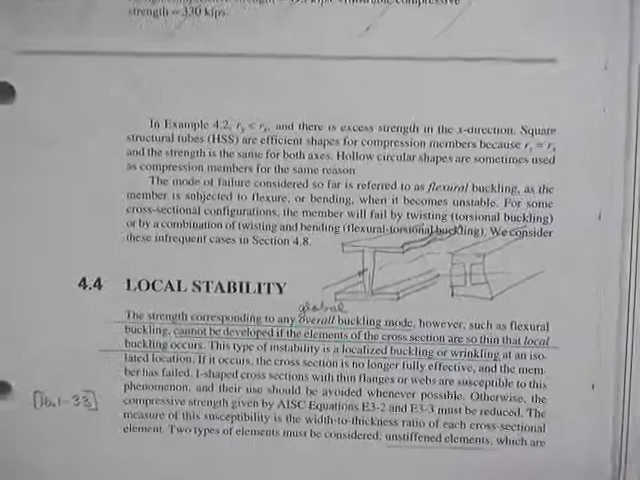 strength = 330 kips.
In Example 4.2, r_y < r_x, and there is excess strength in the x-direction. Square
structural tubes (HSS) are efficient shapes for compression members because r_y = r_x
and the strength is the same for both axes. Hollow circular shapes are sometimes used
as compression members for the same reason.
The mode of failure considered so far is referred to as flexural buckling, as the
member is subjected to flexure, or bending, when it becomes unstable. For some
cross-sectional configurations, the member will fail by twisting (torsional buckling)
or by a combination of twisting and bending (flexural-torsional buckling). We consider
these infrequent cases in Section 4.8.
4.4 LOCAL STABILITY
global
The strength corresponding to any overall buckling mode, however, such as flexural
buckling, cannot be developed if the elements of the cross section are so thin that local
buckling occurs. This type of instability is a localized buckling or wrinkling at an iso-
lated location. If it occurs, the cross section is no longer fully effective, and the mem-
ber has failed. I-shaped cross sections with thin flanges or webs are susceptible to this
phenomenon, and their use should be avoided whenever possible. Otherwise, the
[16.1-33] compressive strength given by AISC Equations E3-2 and E3-3 must be reduced. The
measure of this susceptibility is the width-to-thickness ratio of each cross-sectional
element. Two types of elements must be considered: unstiffened elements, which are